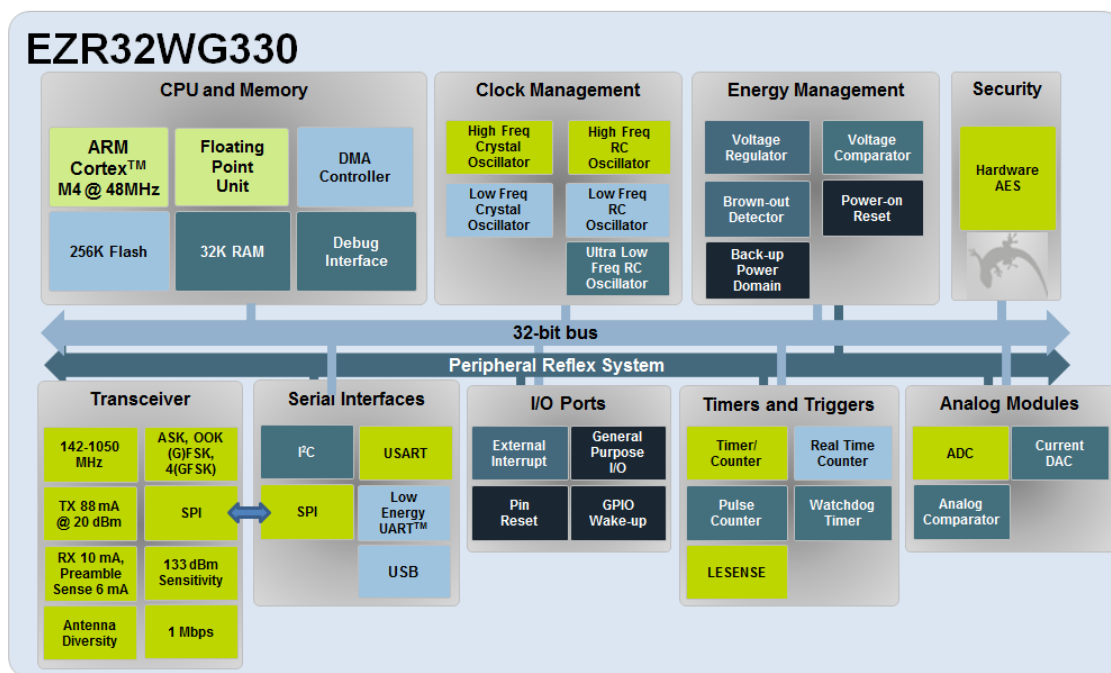 EZR32WG330
CPU and Memory
ARM
Cortex™
M4 @ 48MHz
Floating
Point
Unit
DMA
Controller
256K Flash
32K RAM
Debug
Interface
Clock Management
High Freq
Crystal
Oscillator
High Freq
RC
Oscillator
Low Freq
Crystal
Oscillator
Low Freq
RC
Oscillator
Ultra Low
Freq RC
Oscillator
Energy Management
Voltage
Regulator
Voltage
Comparator
Brown-out
Detector
Power-on
Reset
Back-up
Power
Domain
Security
Hardware
AES
32-bit bus
Peripheral Reflex System
Transceiver
142-1050
MHz
ASK, OOK
(G)FSK,
4(GFSK)
TX 88 mA
@ 20 dBm
SPI
RX 10 mA,
Preamble
Sense 6 mA
133 dBm
Sensitivity
Antenna
Diversity
1 Mbps
Serial Interfaces
I²C
USART
SPI
Low
Energy
UART™
USB
I/O Ports
External
Interrupt
General
Purpose
I/O
Pin
Reset
GPIO
Wake-up
Timers and Triggers
Timer/
Counter
Real Time
Counter
Pulse
Counter
Watchdog
Timer
LESENSE
Analog Modules
ADC
Current
DAC
Analog
Comparator